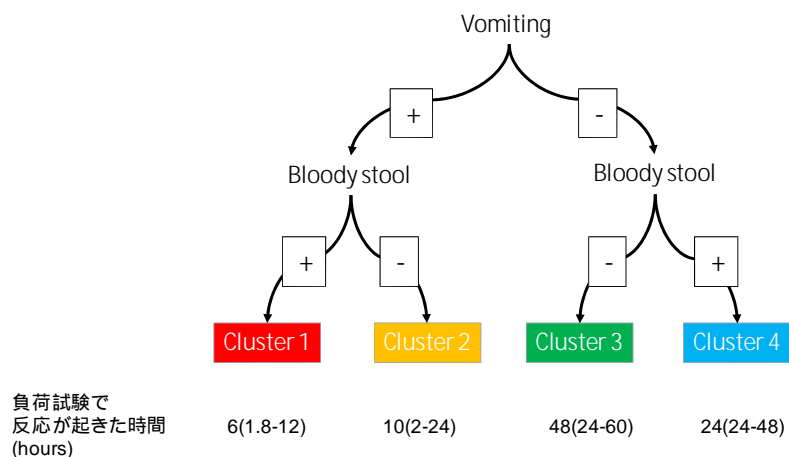 Vomiting
+
-
Bloody stool
Bloody stool
+
-
-
+
Cluster 1
Cluster 2
Cluster 3
Cluster 4
負荷試験で
反応が起きた時間
(hours)
6(1.8-12)
10(2-24)
48(24-60)
24(24-48)